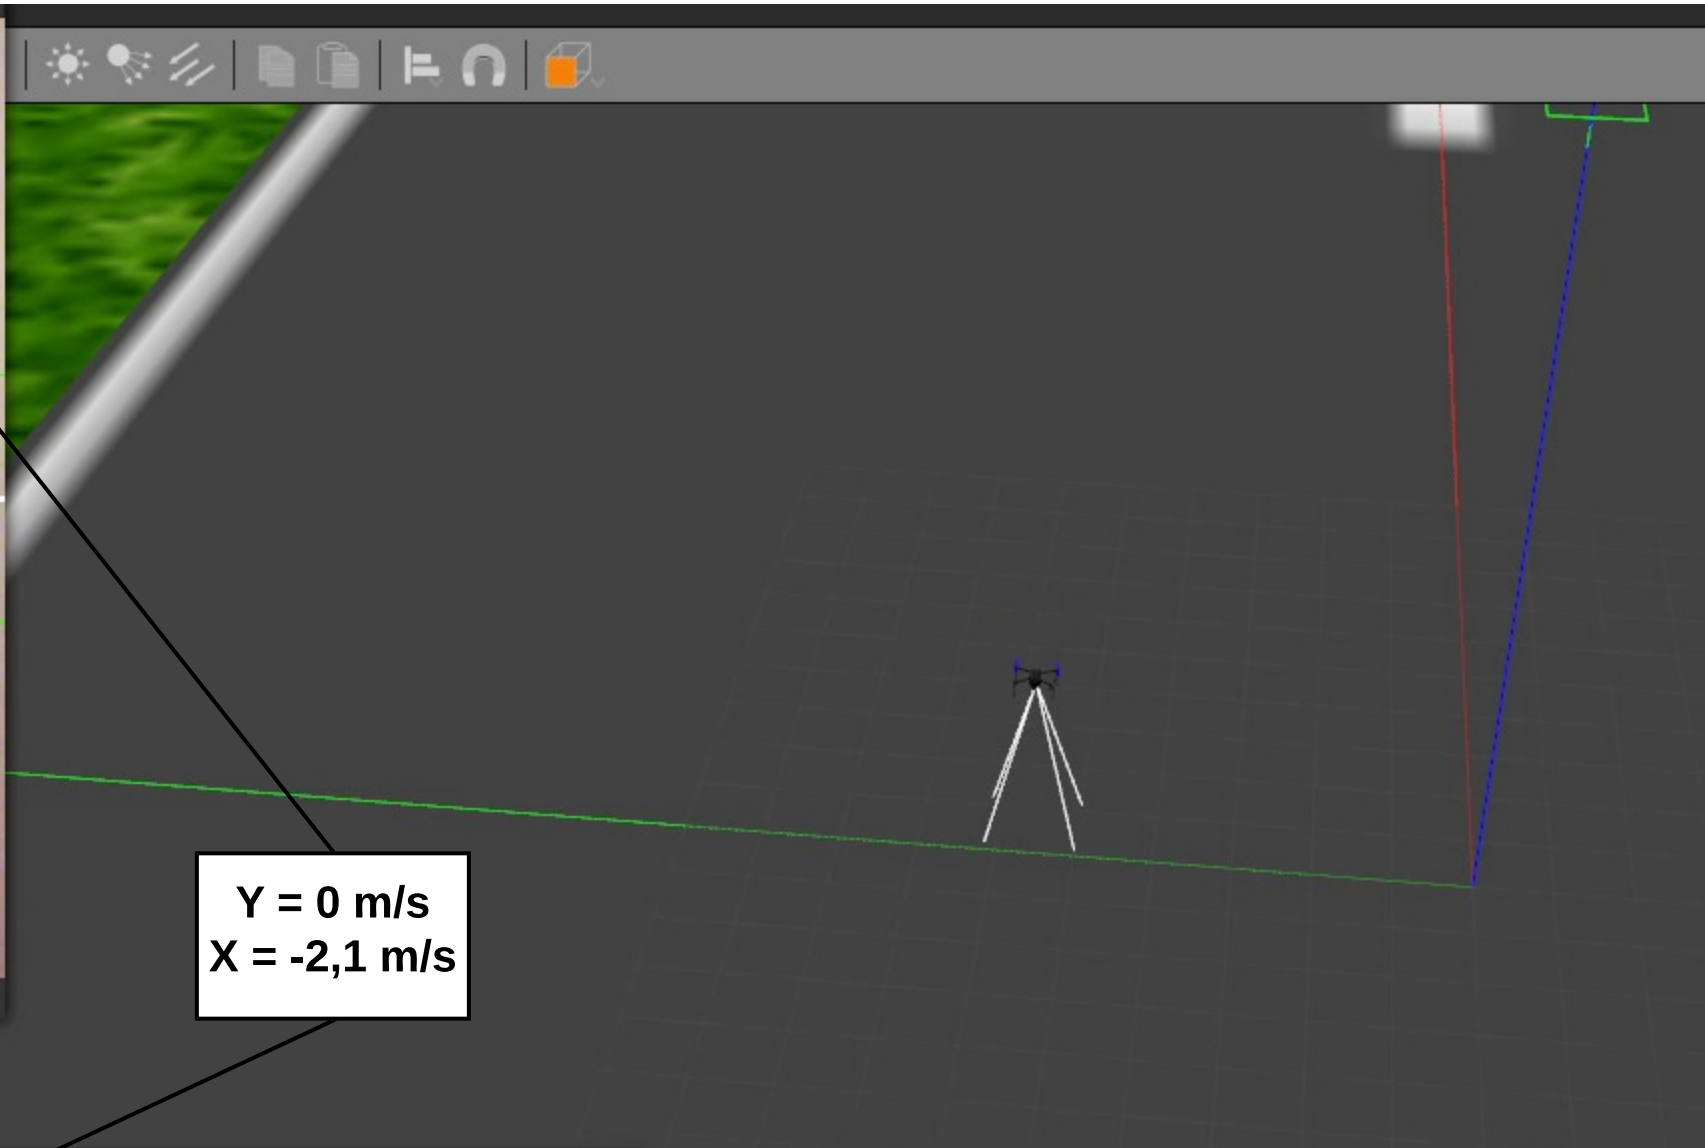 Y = 0 m/s
X = -2,1 m/s